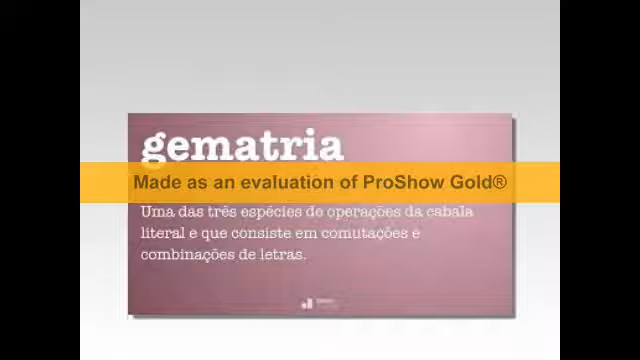 gematria
Made as an evaluation of ProShow Gold®
Uma das três espécies de operações da cabala
literal e que consiste em comutações e
combinações de letras.